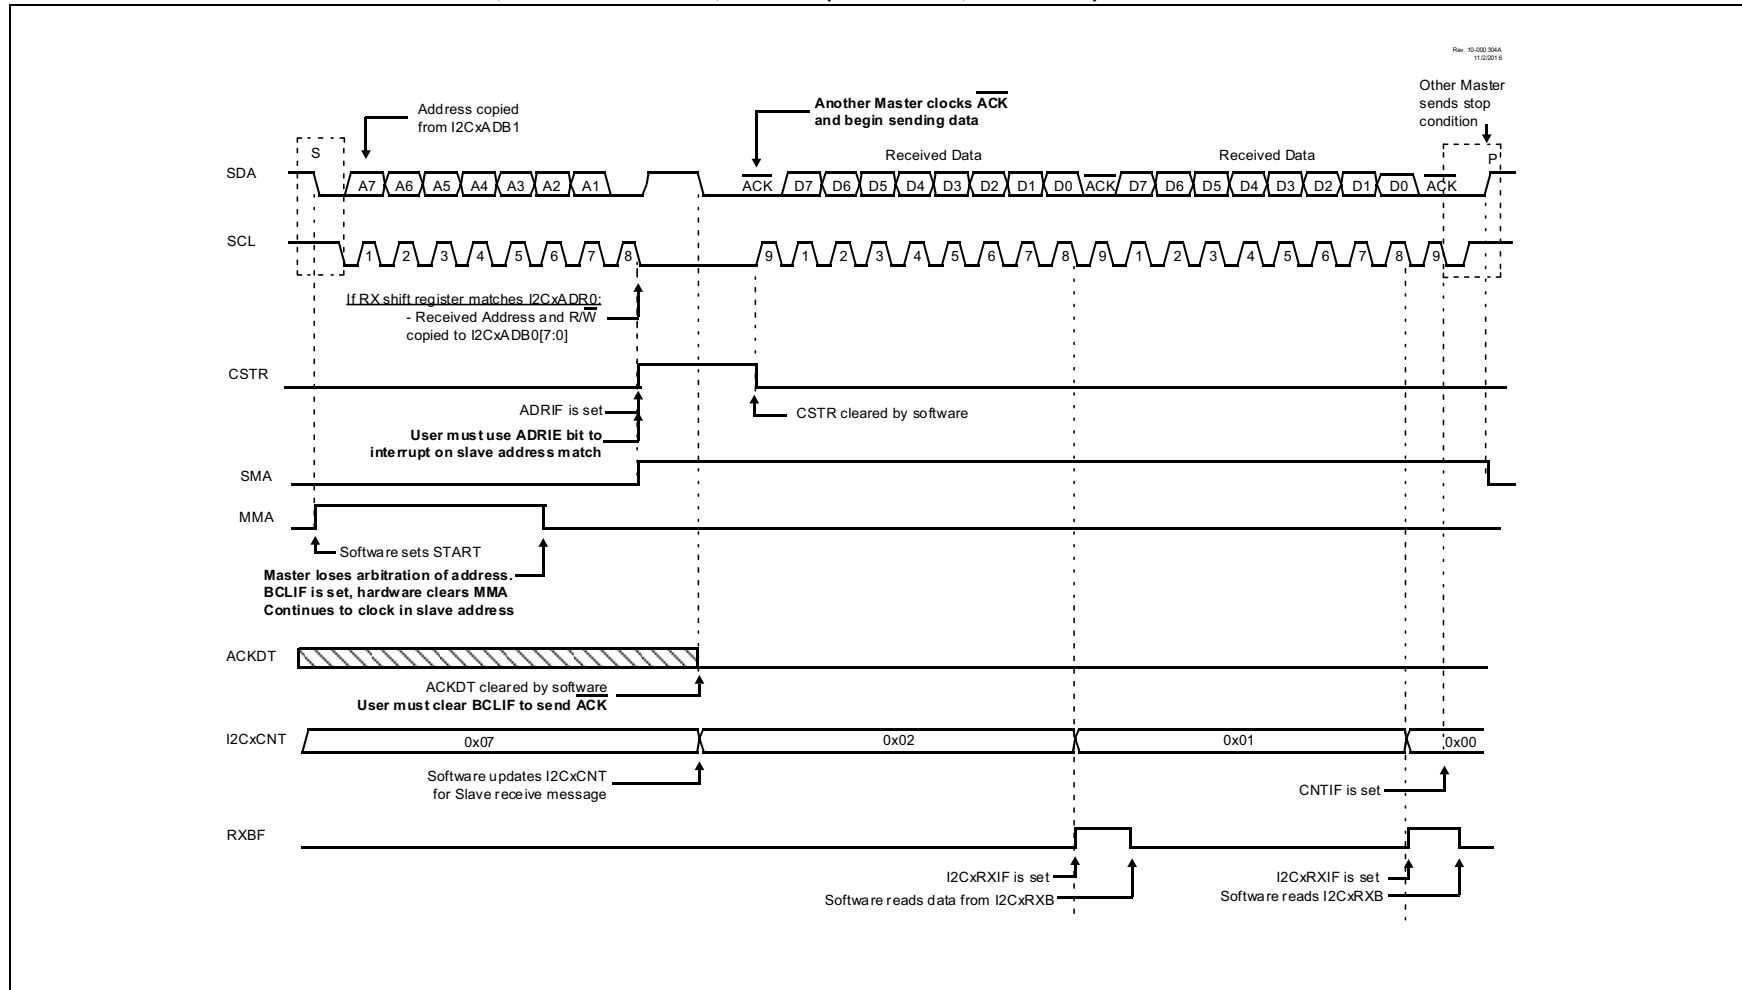 Rev. 10-000 304A
11/2/2016
Other Master
sends stop
condition
Address copied
from I2CxADB1
Another Master clocks ACK
and begin sending data
S
Received Data
Received Data
P
SDA
A7 A6 A5 A4 A3 A2 A1
ACK D7 D6 D5 D4 D3 D2 D1 D0 ACK D7 D6 D5 D4 D3 D2 D1 D0 ACK
SCL
1 2 3 4 5 6 7 8 9 1 2 3 4 5 6 7 8 9 1 2 3 4 5 6 7 8 9
If RX shift register matches I2CxADR0:
- Received Address and R/W
copied to I2CxADB0[7:0]
CSTR
ADRIF is set
CSTR cleared by software
User must use ADRIE bit to
interrupt on slave address match
SMA
MMA
Software sets START
Master loses arbitration of address.
BCLIF is set, hardware clears MMA
Continues to clock in slave address
ACKDT
ACKDT cleared by software
User must clear BCLIF to send ACK
I2CxCNT
0x07 0x02 0x01 0x00
Software updates I2CxCNT
for Slave receive message
CNTIF is set
RXBF
I2CxRXIF is set
Software reads data from I2CxRXB
I2CxRXIF is set
Software reads I2CxRXB